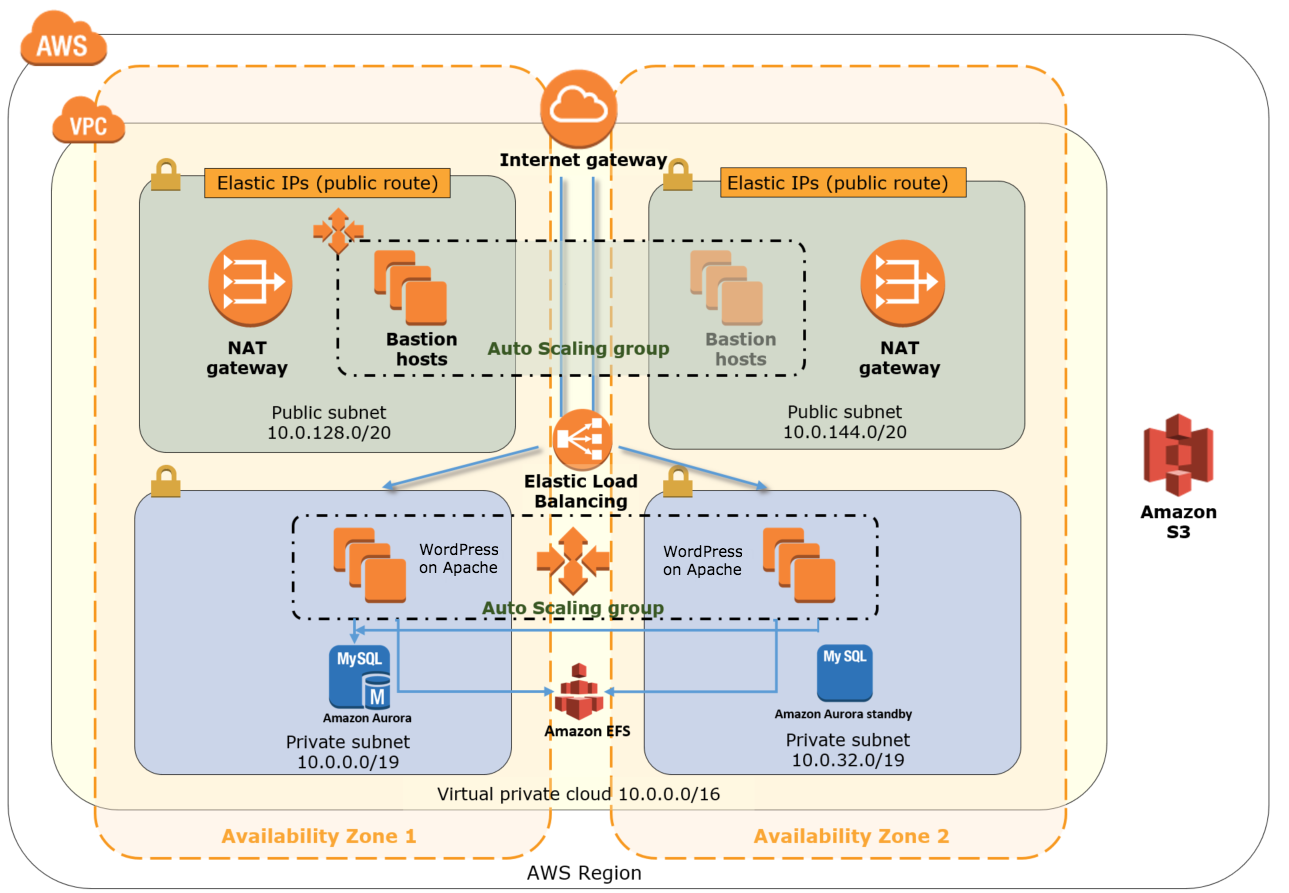 AWS
VPC
Internet gateway
Elastic IPs (public route)
Elastic IPs (public route)
NAT
gateway
Bastion
hosts
Auto Scaling group
Bastion
hosts
NAT
gateway
Public subnet
10.0.128.0/20
Public subnet
10.0.144.0/20
Elastic Load
Balancing
Amazon
S3
WordPress
on Apache
WordPress
on Apache
Auto Scaling group
MySQL
M
Amazon Aurora
My SQL
Amazon Aurora standby
Amazon EFS
Private subnet
10.0.0.0/19
Private subnet
10.0.32.0/19
Virtual private cloud 10.0.0.0/16
Availability Zone 1
Availability Zone 2
AWS Region